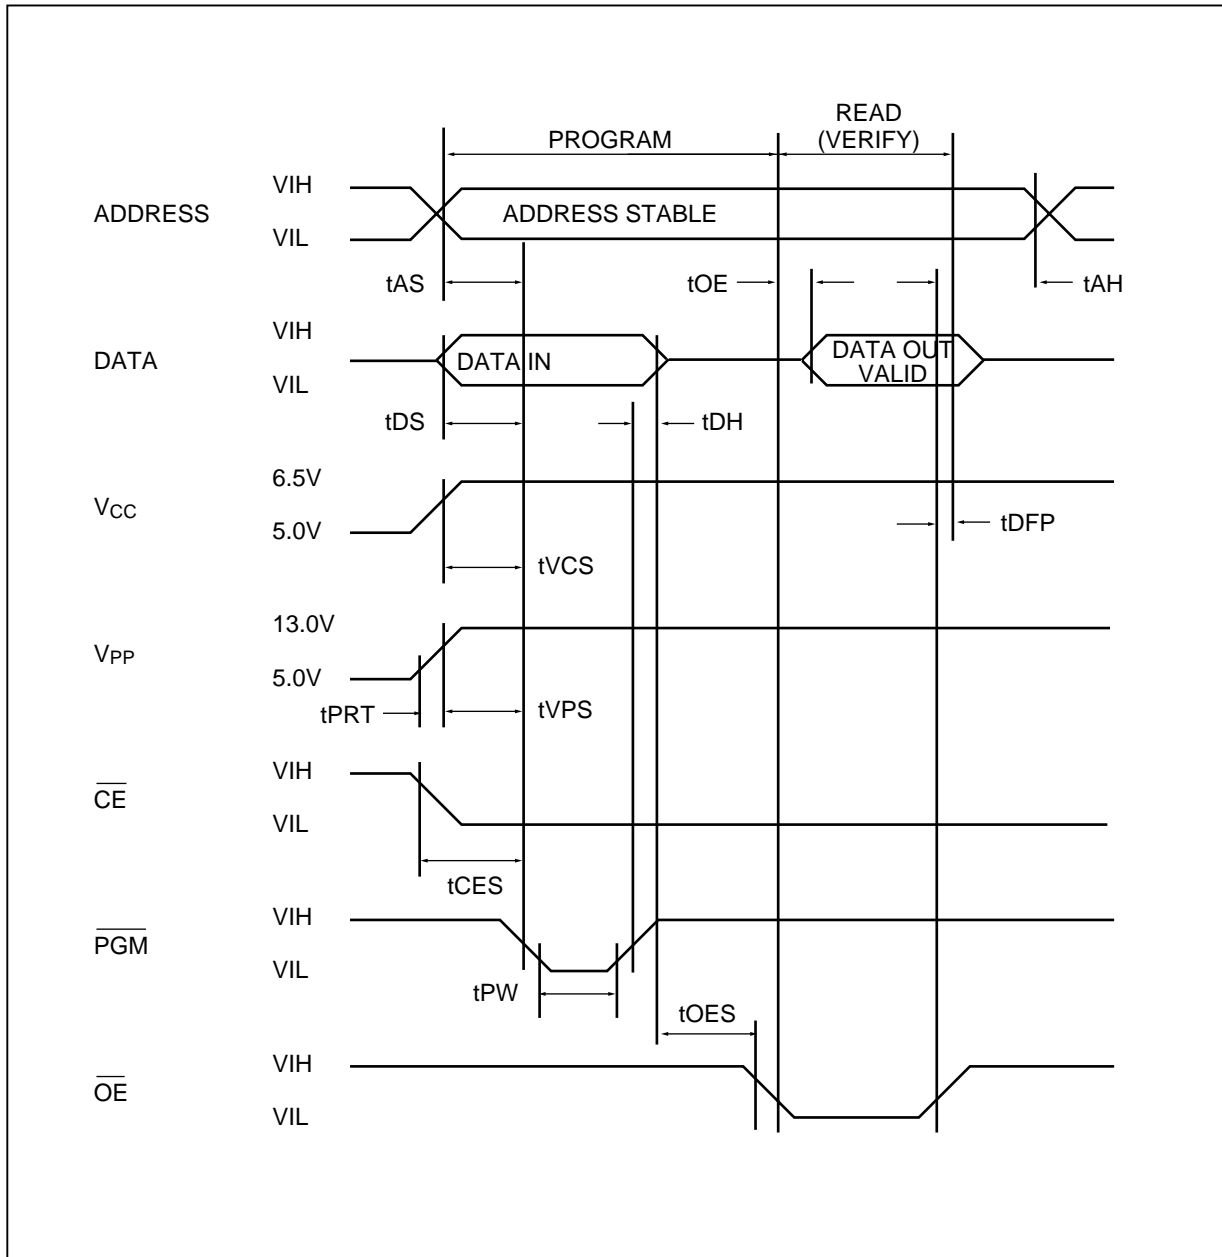 READ
(VERIFY)
PROGRAM
VIH
ADDRESS
ADDRESS STABLE
VIL
tAS
tOE
tAH
VIH
DATA
DATA IN
DATA OUT
VALID
VIL
tDS
tDH
6.5V
VCC
5.0V
tDFP
tVCS
13.0V
VPP
5.0V
tPRT
tVPS
VIH
CE
VIL
tCES
VIH
PGM
VIL
tPW
tOES
VIH
OE
VIL